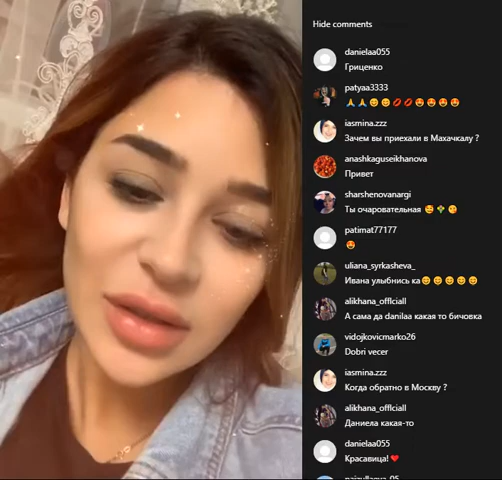 Hide comments
danielaa055
Гриценко
patyaa3333
🙏🙏😊😊💋💋😍😍😍😍
iasmina.zzz
Зачем вы приехали в Махачкалу ?
anashkaguseikhanova
Привет
sharshenovanargi
Ты очаровательная 🥰💐😘
patimat77177
😍
uliana_syrkasheva_
Ивана улыбнись ка😊😊😊😊😊
alikhana_offlciall
А сама да danilaa какая то бичовка
vidojkovicmarko26
Dobri vecer
iasmina.zzz
Когда обратно в Москву ?
alikhana_offlciall
Даниела какая-то
danielaa055
Красавица!❤️